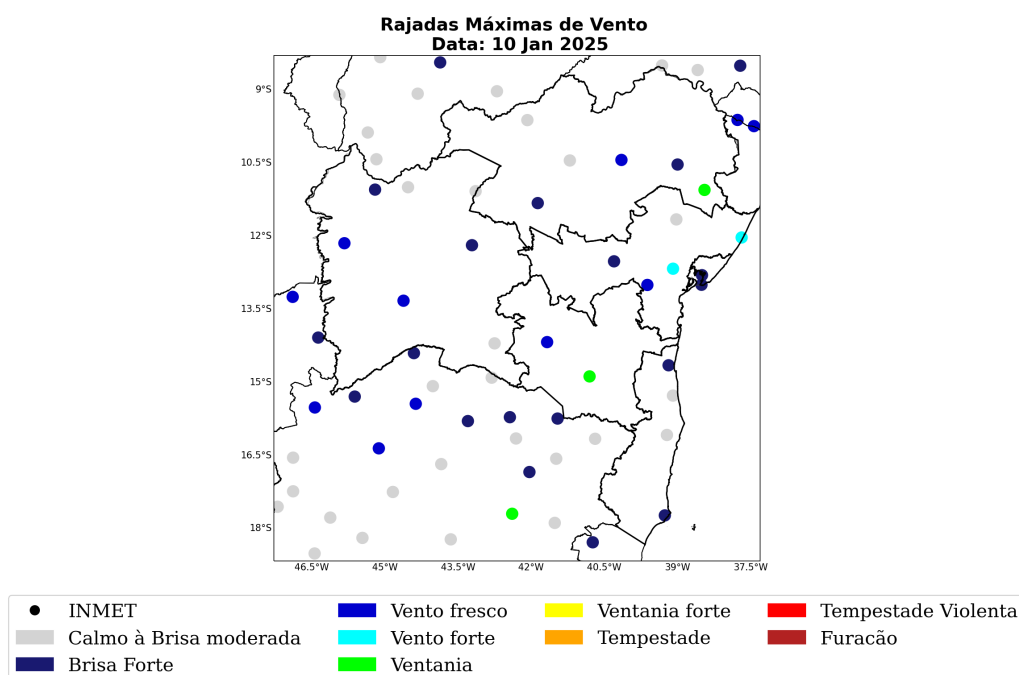 Rajadas Máximas de Vento
Data: 10 Jan 2025
9°S
10.5°S
12°S
13.5°S
15°S
16.5°S
18°S
46.5°W 45°W 43.5°W 42°W 40.5°W 39°W 37.5°W
INMET
Calmo à Brisa moderada
Brisa Forte
Vento fresco
Vento forte
Ventania
Ventania forte
Tempestade
Tempestade Violenta
Furacão